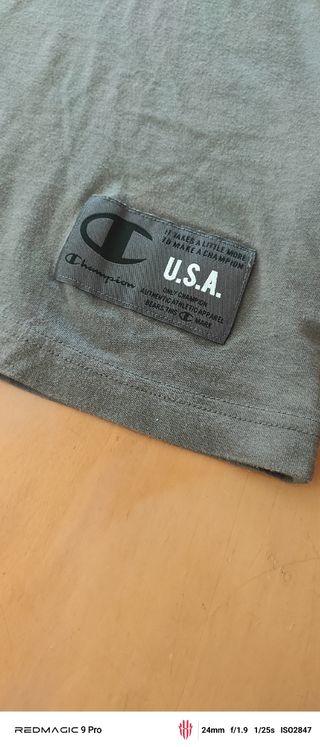 IT TAKES A LITTLE MORE
TO MAKE A CHAMPION
Champion
U.S.A.
ONLY CHAMPION
AUTHENTIC ATHLETIC APPAREL
BEARS THIS C MARK
REDMAGIC 9 Pro
24mm f/1.9 1/25s ISO2847